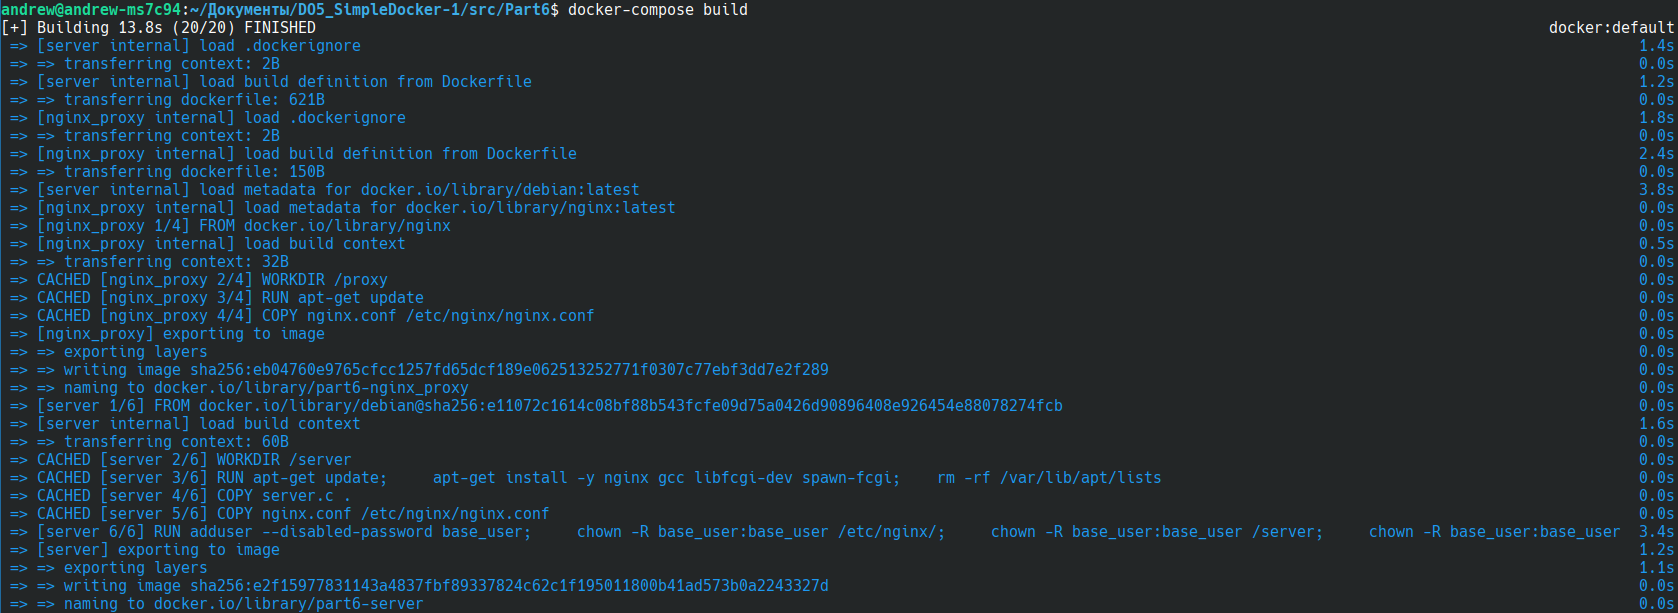 andrew@andrew-ms7c94:~/Документы/DO5_SimpleDocker-1/src/Part6$ docker-compose build
[+] Building 13.8s (20/20) FINISHED docker:default
=> [server internal] load .dockerignore 1.4s
=> => transferring context: 2B 0.0s
=> [server internal] load build definition from Dockerfile 1.2s
=> => transferring dockerfile: 621B 0.0s
=> [nginx_proxy internal] load .dockerignore 1.8s
=> => transferring context: 2B 0.0s
=> [nginx_proxy internal] load build definition from Dockerfile 2.4s
=> => transferring dockerfile: 150B 0.0s
=> [server internal] load metadata for docker.io/library/debian:latest 3.8s
=> [nginx_proxy internal] load metadata for docker.io/library/nginx:latest 0.0s
=> [nginx_proxy 1/4] FROM docker.io/library/nginx 0.0s
=> [nginx_proxy internal] load build context 0.5s
=> => transferring context: 32B 0.0s
=> CACHED [nginx_proxy 2/4] WORKDIR /proxy 0.0s
=> CACHED [nginx_proxy 3/4] RUN apt-get update 0.0s
=> CACHED [nginx_proxy 4/4] COPY nginx.conf /etc/nginx/nginx.conf 0.0s
=> [nginx_proxy] exporting to image 0.0s
=> => exporting layers 0.0s
=> => writing image sha256:eb04760e9765cfcc1257fd65dcf189e062513252771f0307c77ebf3dd7e2f289 0.0s
=> => naming to docker.io/library/part6-nginx_proxy 0.0s
=> [server 1/6] FROM docker.io/library/debian@sha256:e11072c1614c08bf88b543fcfe09d75a0426d90896408e926454e88078274fcb 0.0s
=> [server internal] load build context 1.6s
=> => transferring context: 60B 0.0s
=> CACHED [server 2/6] WORKDIR /server 0.0s
=> CACHED [server 3/6] RUN apt-get update;     apt-get install -y nginx gcc libfcgi-dev spawn-fcgi;    rm -rf /var/lib/apt/lists 0.0s
=> CACHED [server 4/6] COPY server.c . 0.0s
=> CACHED [server 5/6] COPY nginx.conf /etc/nginx/nginx.conf 0.0s
=> [server 6/6] RUN adduser --disabled-password base_user;     chown -R base_user:base_user /etc/nginx/;     chown -R base_user:base_user /server;     chown -R base_user:base_user 3.4s
=> [server] exporting to image 1.2s
=> => exporting layers 1.1s
=> => writing image sha256:e2f15977831143a4837fbf89337824c62c1f195011800b41ad573b0a2243327d 0.0s
=> => naming to docker.io/library/part6-server 0.0s